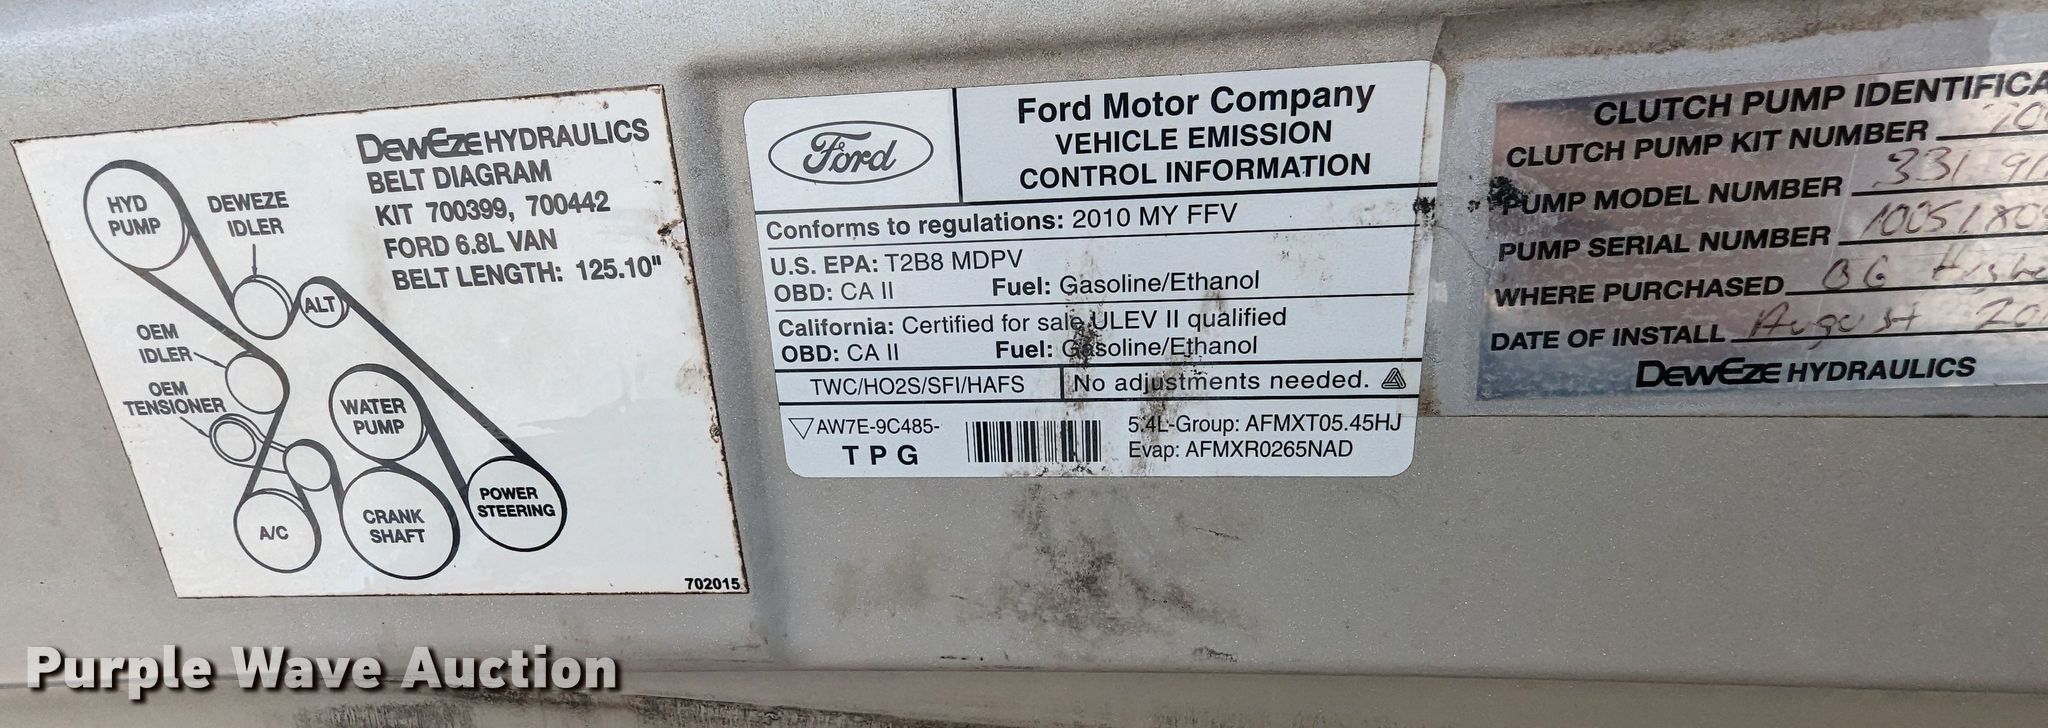 DEWEZE HYDRAULICS
BELT DIAGRAM
KIT 700399, 700442
FORD 6.8L VAN
BELT LENGTH: 125.10"
HYD
PUMP
DEWEZE
IDLER
ALT
OEM
IDLER
OEM
TENSIONER
WATER
PUMP
A/C
CRANK
SHAFT
POWER
STEERING
702015
Ford
Ford Motor Company
VEHICLE EMISSION
CONTROL INFORMATION
Conforms to regulations: 2010 MY FFV
U.S. EPA: T2B8 MDPV
OBD: CA II Fuel: Gasoline/Ethanol
California: Certified for sale ULEV II qualified
OBD: CA II Fuel: Gasoline/Ethanol
TWC/HO2S/SFI/HAFS No adjustments needed.
AW7E-9C485-
TPG
5.4L-Group: AFMXT05.45HJ
Evap: AFMXR0265NAD
CLUTCH PUMP IDENTIFICA
CLUTCH PUMP KIT NUMBER
PUMP MODEL NUMBER 331
PUMP SERIAL NUMBER
WHERE PURCHASED
DATE OF INSTALL August
DEWEZE HYDRAULICS
Purple Wave Auction